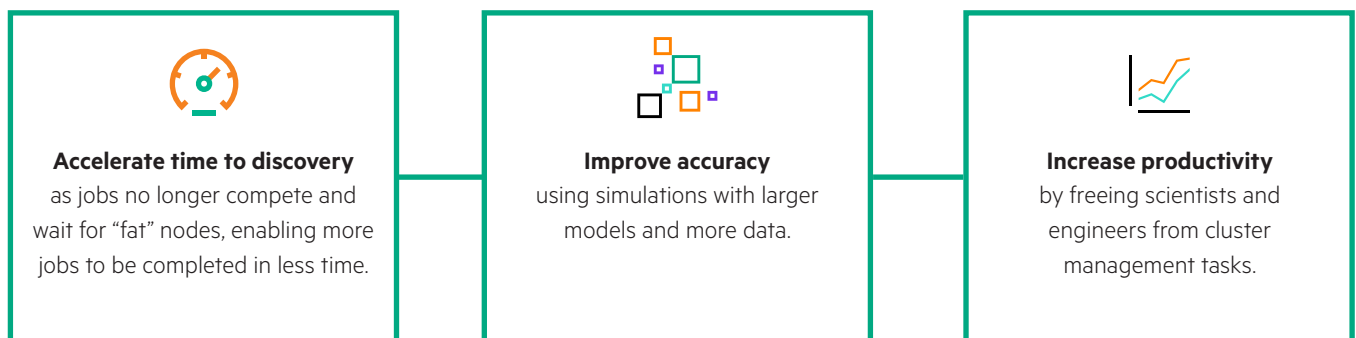 Accelerate time to discovery
as jobs no longer compete and
wait for “fat” nodes, enabling more
jobs to be completed in less time.
Improve accuracy
using simulations with larger
models and more data.
Increase productivity
by freeing scientists and
engineers from cluster
management tasks.